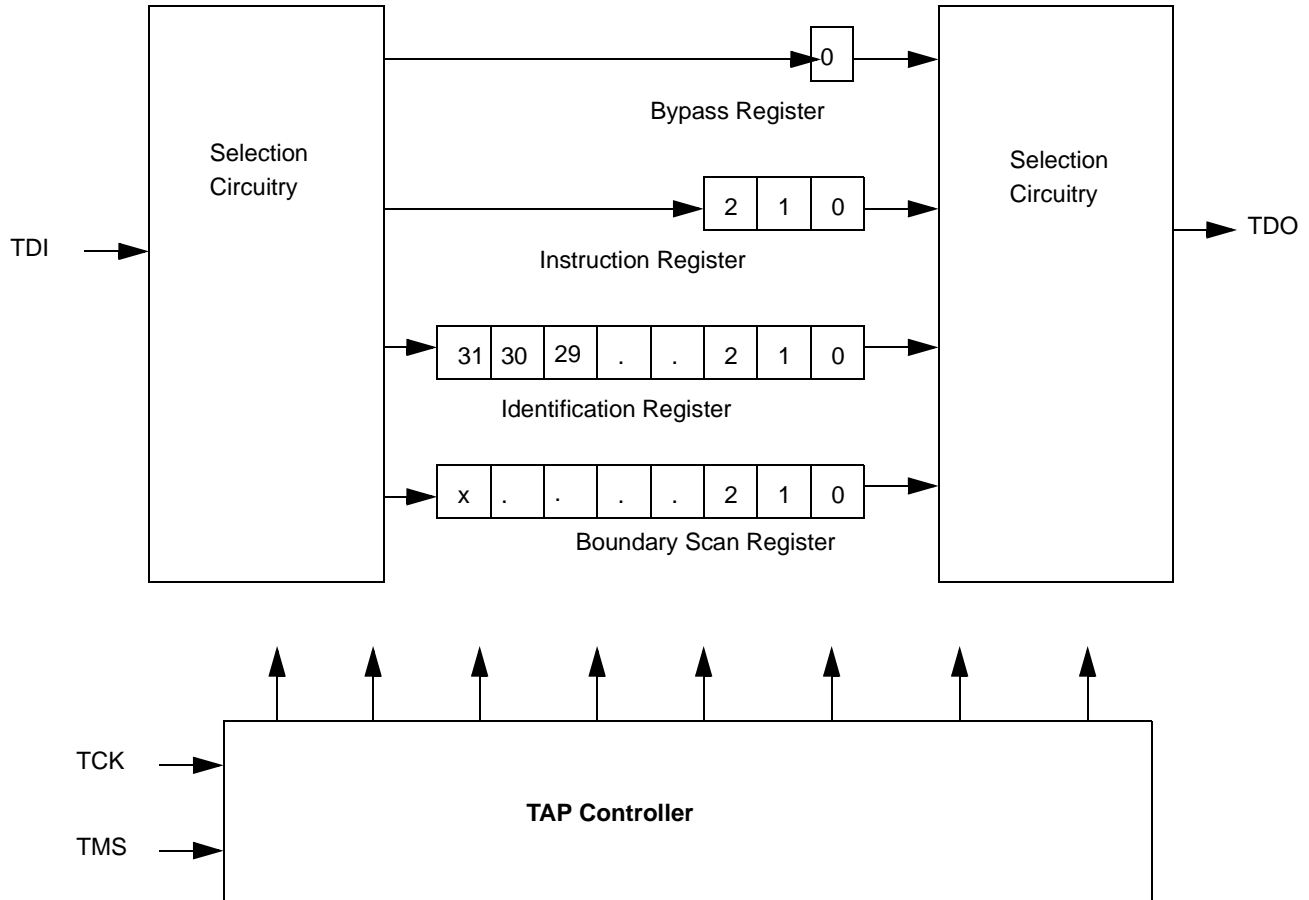 0
Bypass Register
Selection
Circuitry
Selection
Circuitry
2 1 0
TDI
TDO
Instruction Register
31 30 29 . . 2 1 0
Identification Register
x . . . . 2 1 0
Boundary Scan Register
TCK
TAP Controller
TMS